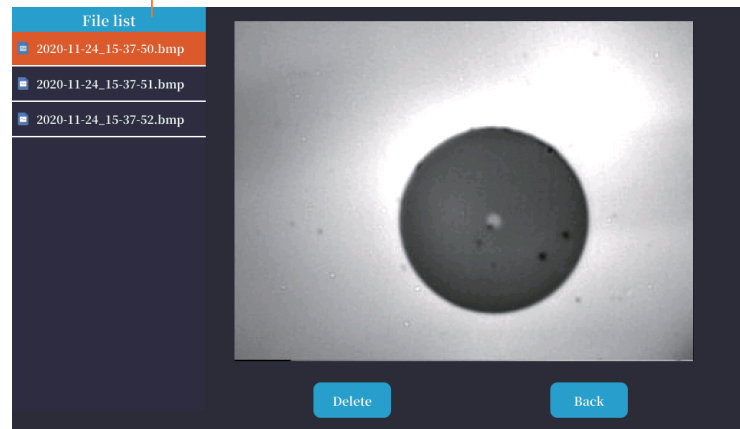 File list
2020-11-24_15-37-50.bmp
2020-11-24_15-37-51.bmp
2020-11-24_15-37-52.bmp
Delete
Back